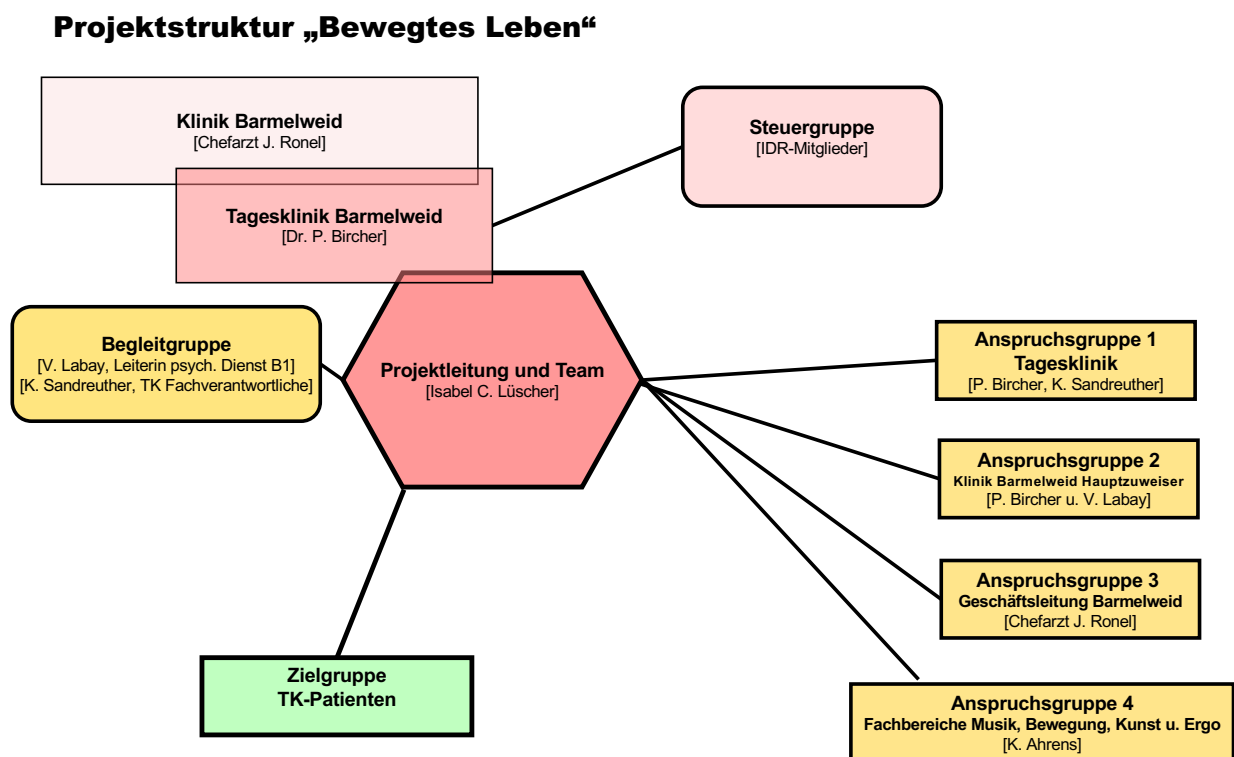 Projektstruktur „Bewegtes Leben“
Klinik Barmelweid
[Chefarzt J. Ronel]
Steuergruppe
[IDR-Mitglieder]
Tagesklinik Barmelweid
[Dr. P. Bircher]
Begleitgruppe
[V. Labay, Leiterin psych. Dienst B1]
[K. Sandreuther, TK Fachverantwortliche]
Projektleitung und Team
[Isabel C. Lüscher]
Anspruchsgruppe 1
Tagesklinik
[P. Bircher, K. Sandreuther]
Anspruchsgruppe 2
Klinik Barmelweid Hauptzuweiser
[P. Bircher u. V. Labay]
Anspruchsgruppe 3
Geschäftsleitung Barmelweid
[Chefarzt J. Ronel]
Zielgruppe
TK-Patienten
Anspruchsgruppe 4
Fachbereiche Musik, Bewegung, Kunst u. Ergo
[K. Ahrens]